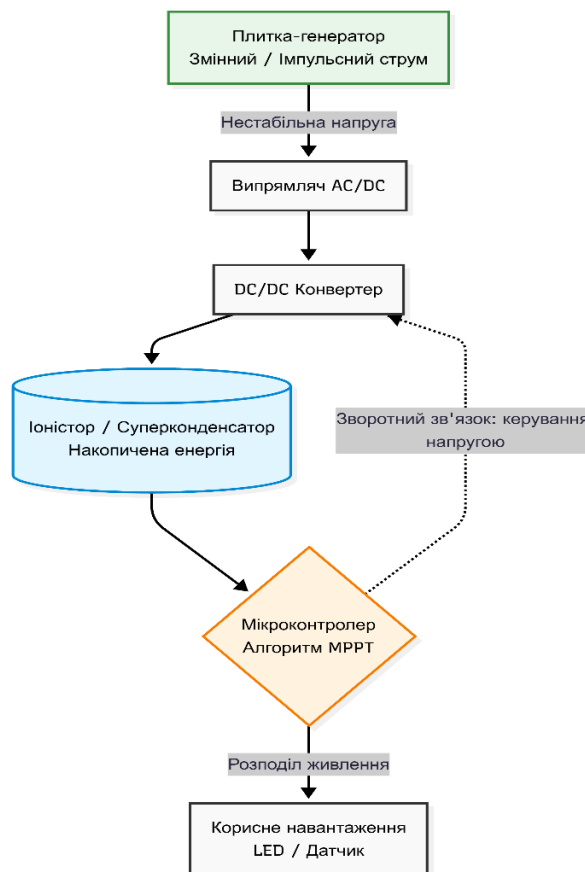 Плитка-генератор
Змінний / Імпульсний струм
Нестабільна напруга
Випрямляч AC/DC
DC/DC Конвертер
Іоністор / Суперконденсатор
Накопичена енергія
Зворотний зв'язок: керування
напругою
Мікроконтролер
Алгоритм MPPT
Розподіл живлення
Корисне навантаження
LED / Датчик